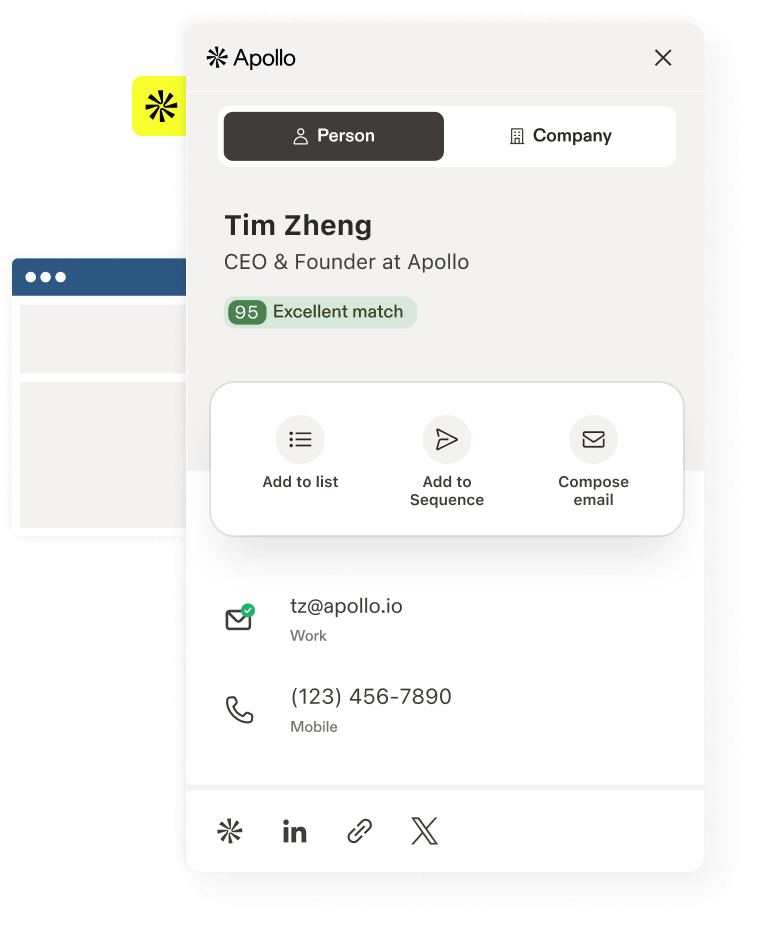 Apollo
Person
Company
Tim Zheng
CEO & Founder at Apollo
95 Excellent match
Add to list
Add to
Sequence
Compose
email
tz@apollo.io
Work
(123) 456-7890
Mobile
in